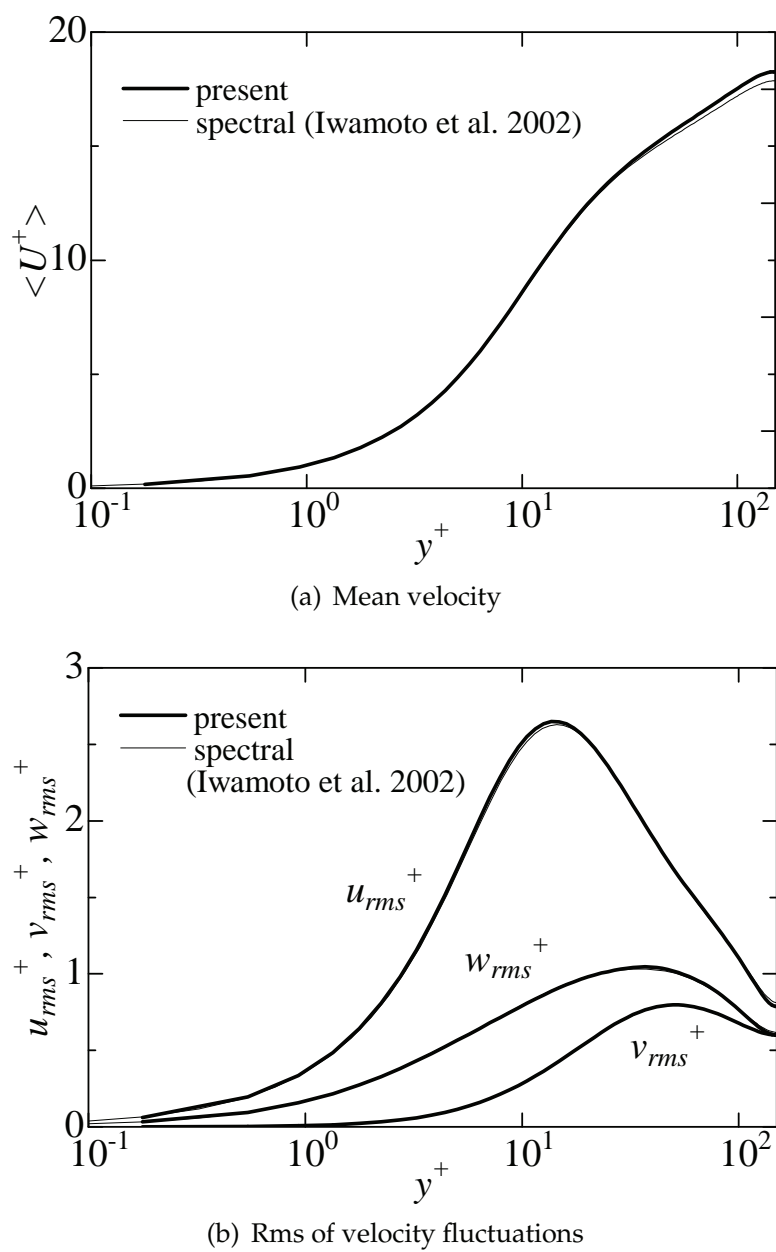 20
present
spectral (Iwamoto et al. 2002)
<U⁺>
10
0
10⁻¹ 10⁰ 10¹ 10²
y⁺
(a) Mean velocity
3
present
spectral
(Iwamoto et al. 2002)
2
u_rms⁺, v_rms⁺, w_rms⁺
u_rms⁺
w_rms⁺
1
v_rms⁺
0
10⁻¹ 10⁰ 10¹ 10²
y⁺
(b) Rms of velocity fluctuations